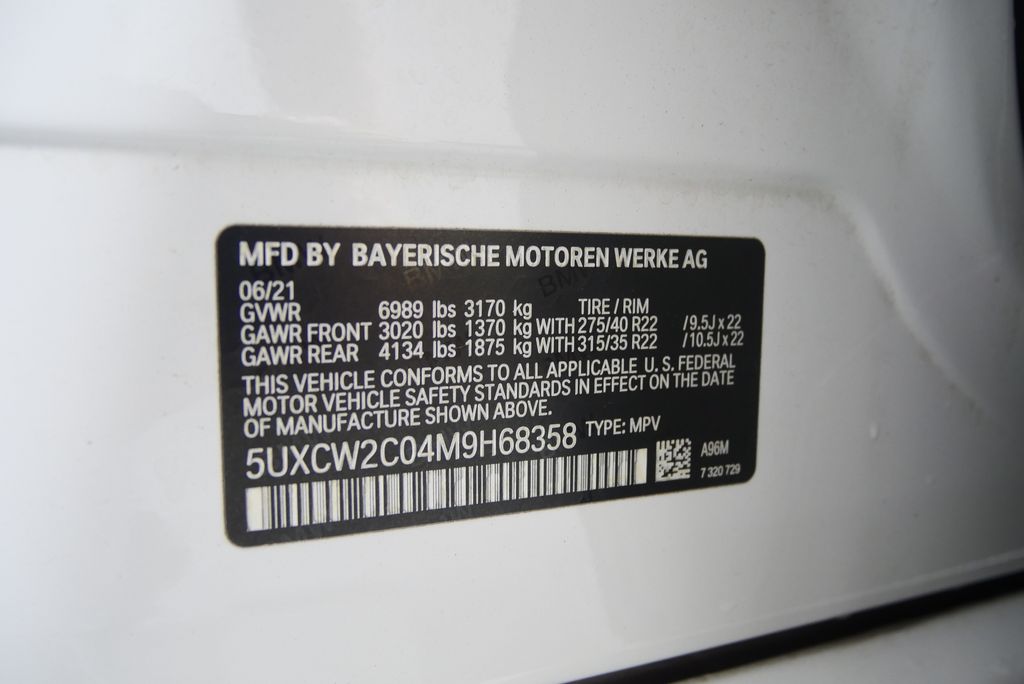 MFD BY BAYERISCHE MOTOREN WERKE AG
06/21
GVWR 6989 lbs 3170 kg TIRE / RIM
GAWR FRONT 3020 lbs 1370 kg WITH 275/40 R22 /9.5J x 22
GAWR REAR 4134 lbs 1875 kg WITH 315/35 R22 /10.5J x 22
THIS VEHICLE CONFORMS TO ALL APPLICABLE U. S. FEDERAL
MOTOR VEHICLE SAFETY STANDARDS IN EFFECT ON THE DATE
OF MANUFACTURE SHOWN ABOVE.
5UXCW2C04M9H68358 TYPE: MPV
A96M
7 320 729